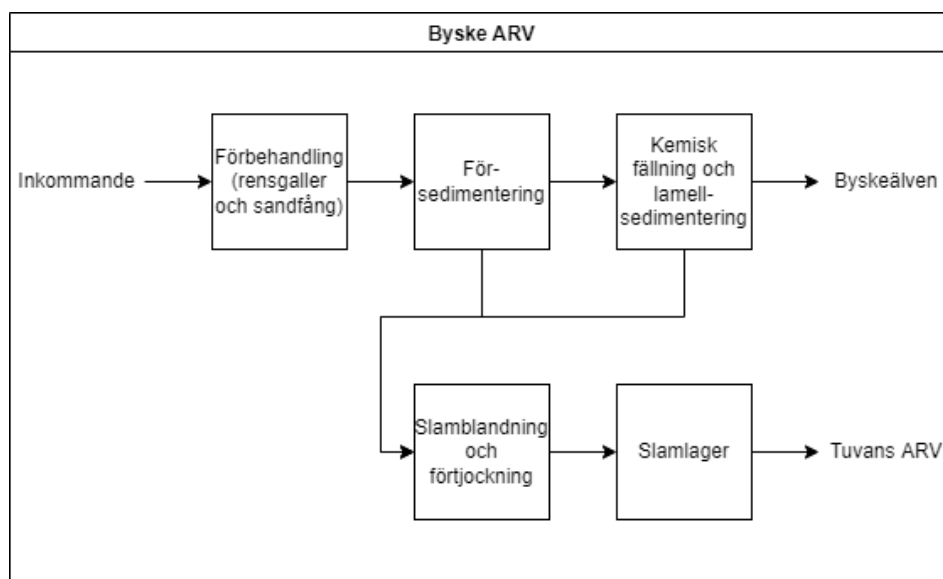 Byske ARV
Inkommande
Förbehandling
(rensgaller
och sandfång)
För-
sedimentering
Kemisk
fällning och
lamell-
sedimentering
Byskeälven
Slamblandning
och
förtjockning
Slamlager
Tuvans ARV